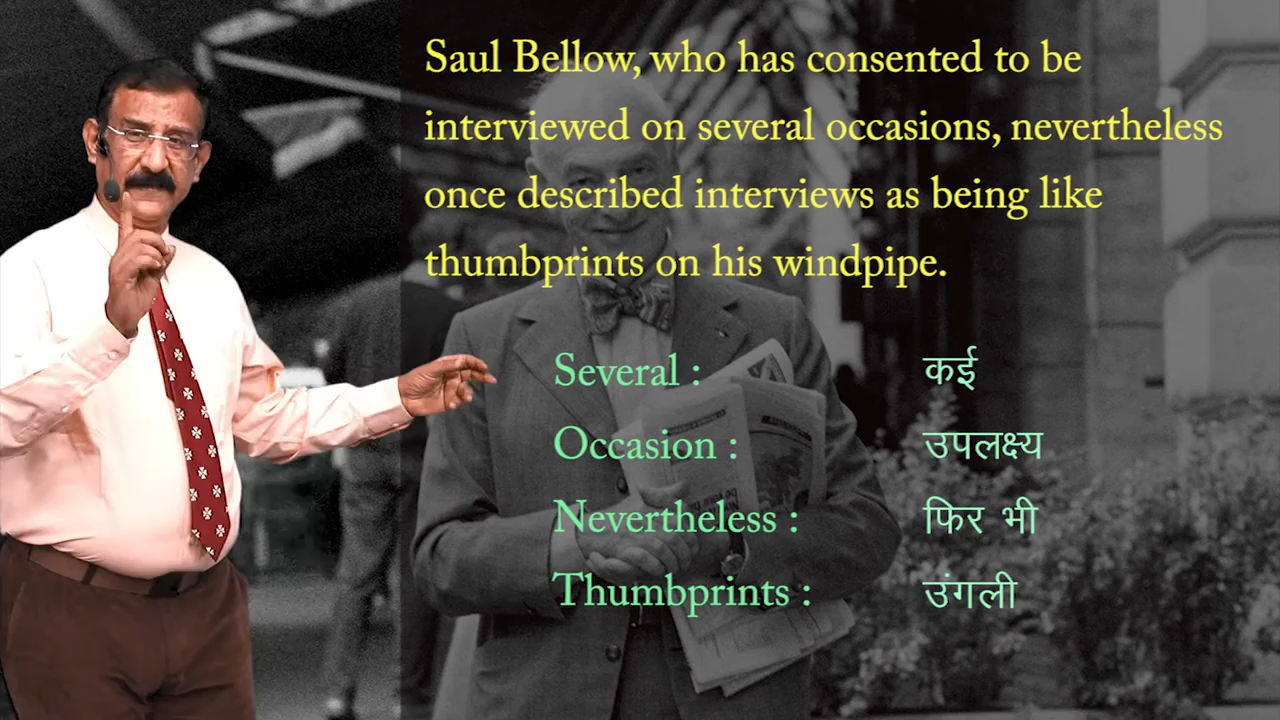 Saul Bellow, who has consented to be
interviewed on several occasions, nevertheless
once described interviews as being like
thumbprints on his windpipe.
Several : कई
Occasion : उपलक्ष्य
Nevertheless : फिर भी
Thumbprints : उंगली